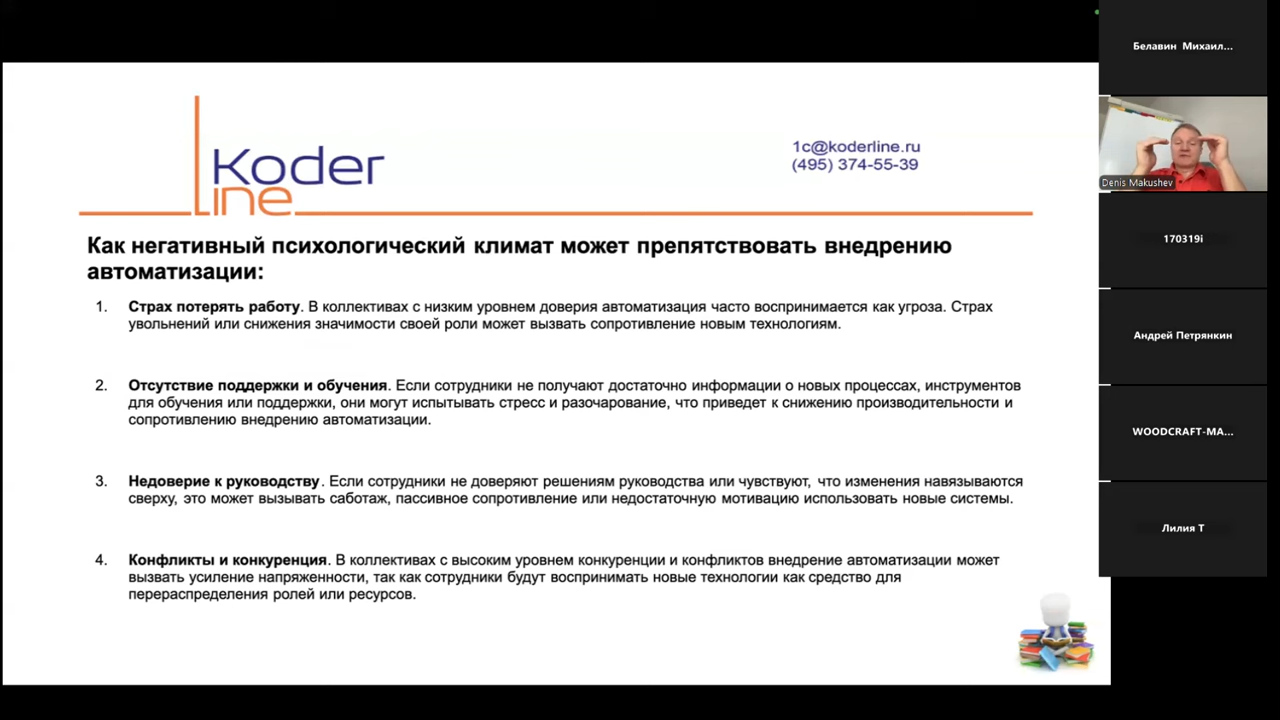 Koder
Line
1c@koderline.ru
(495) 374-55-39
Как негативный психологический климат может препятствовать внедрению
автоматизации:
1. Страх потерять работу. В коллективах с низким уровнем доверия автоматизация часто воспринимается как угроза. Страх
увольнений или снижения значимости своей роли может вызвать сопротивление новым технологиям.
2. Отсутствие поддержки и обучения. Если сотрудники не получают достаточно информации о новых процессах, инструментов
для обучения или поддержки, они могут испытывать стресс и разочарование, что приведет к снижению производительности и
сопротивлению внедрению автоматизации.
3. Недоверие к руководству. Если сотрудники не доверяют решениям руководства или чувствуют, что изменения навязываются
сверху, это может вызывать саботаж, пассивное сопротивление или недостаточную мотивацию использовать новые системы.
4. Конфликты и конкуренция. В коллективах с высоким уровнем конкуренции и конфликтов внедрение автоматизации может
вызвать усиление напряженности, так как сотрудники будут воспринимать новые технологии как средство для
перераспределения ролей или ресурсов.
Белавин Михаил...
Denis Makushev
170319i
Андрей Петрянкин
WOODCRAFT-MA...
Лилия Т